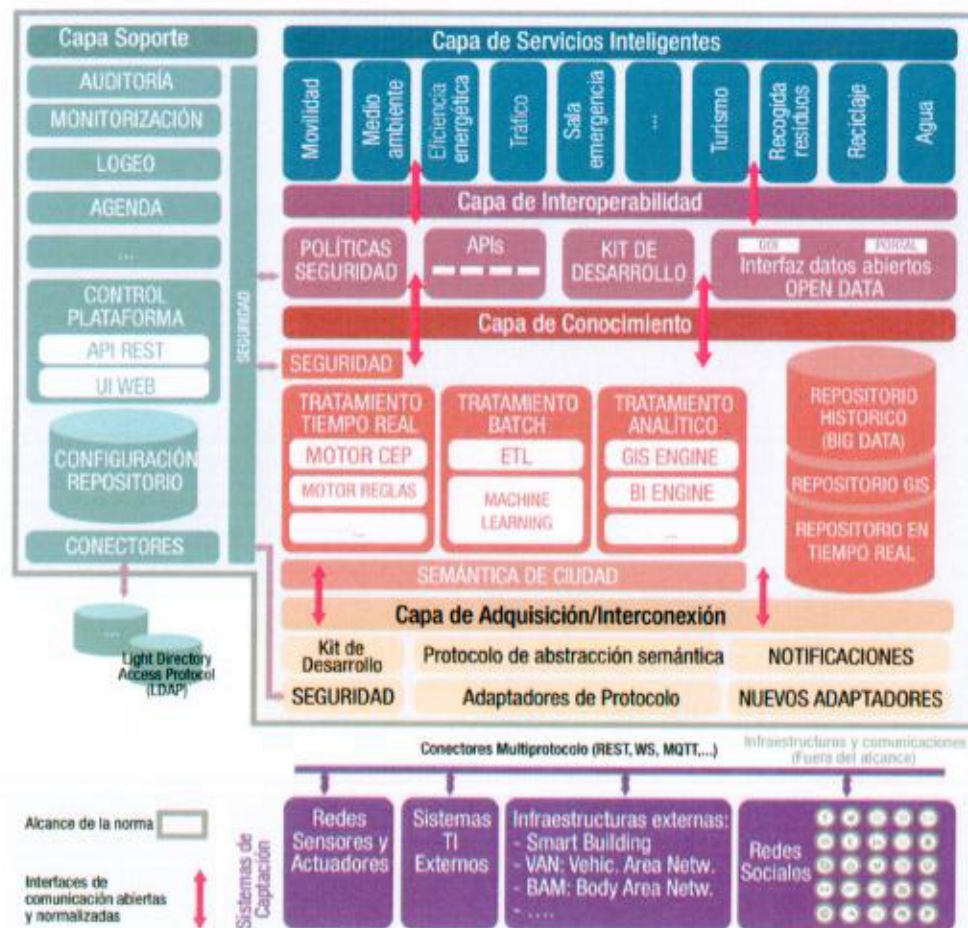 Capa Soporte
AUDITORÍA
MONITORIZACIÓN
LOGEO
AGENDA
...
CONTROL
PLATAFORMA
API REST
UI WEB
CONFIGURACIÓN
REPOSITORIO
CONECTORES
SEGURIDAD
...
Light Directory
Access Protocol
(LDAP)
Capa de Servicios Inteligentes
Movilidad
Medio
ambiente
Eficiencia
energética
Tráfico
Sala
emergencia
...
Turismo
Recogida
residuos
Reciclaje
Agua
Capa de Interoperabilidad
POLÍTICAS
SEGURIDAD
APIs
KIT DE
DESARROLLO
PORTAL
Interfaz datos abiertos
OPEN DATA
Capa de Conocimiento
SEGURIDAD
TRATAMIENTO
TIEMPO REAL
MOTOR CEP
MOTOR REGLAS
...
TRATAMIENTO
BATCH
ETL
MACHINE
LEARNING
TRATAMIENTO
ANALÍTICO
GIS ENGINE
BI ENGINE
...
REPOSITORIO
HISTORICO
(BIG DATA)
REPOSITORIO GIS
REPOSITORIO EN
TIEMPO REAL
SEMÁNTICA DE CIUDAD
Capa de Adquisición/Interconexión
Kit de
Desarrollo
Protocolo de abstracción semántica
NOTIFICACIONES
SEGURIDAD
Adaptadores de Protocolo
NUEVOS ADAPTADORES
Conectores Multiprotocolo (REST, WS, MQTT,...)
Infraestructuras y comunicaciones
(Fuera del alcance)
Alcance de la norma
Interfaces de
comunicación abiertas
y normalizadas
Sistemas de
Captación
Redes
Sensores y
Actuadores
Sistemas
TI
Externos
Infraestructuras externas:
- Smart Building
- VAN: Vehic. Area Netw.
- BAM: Body Area Netw.
- ....
Redes
Sociales